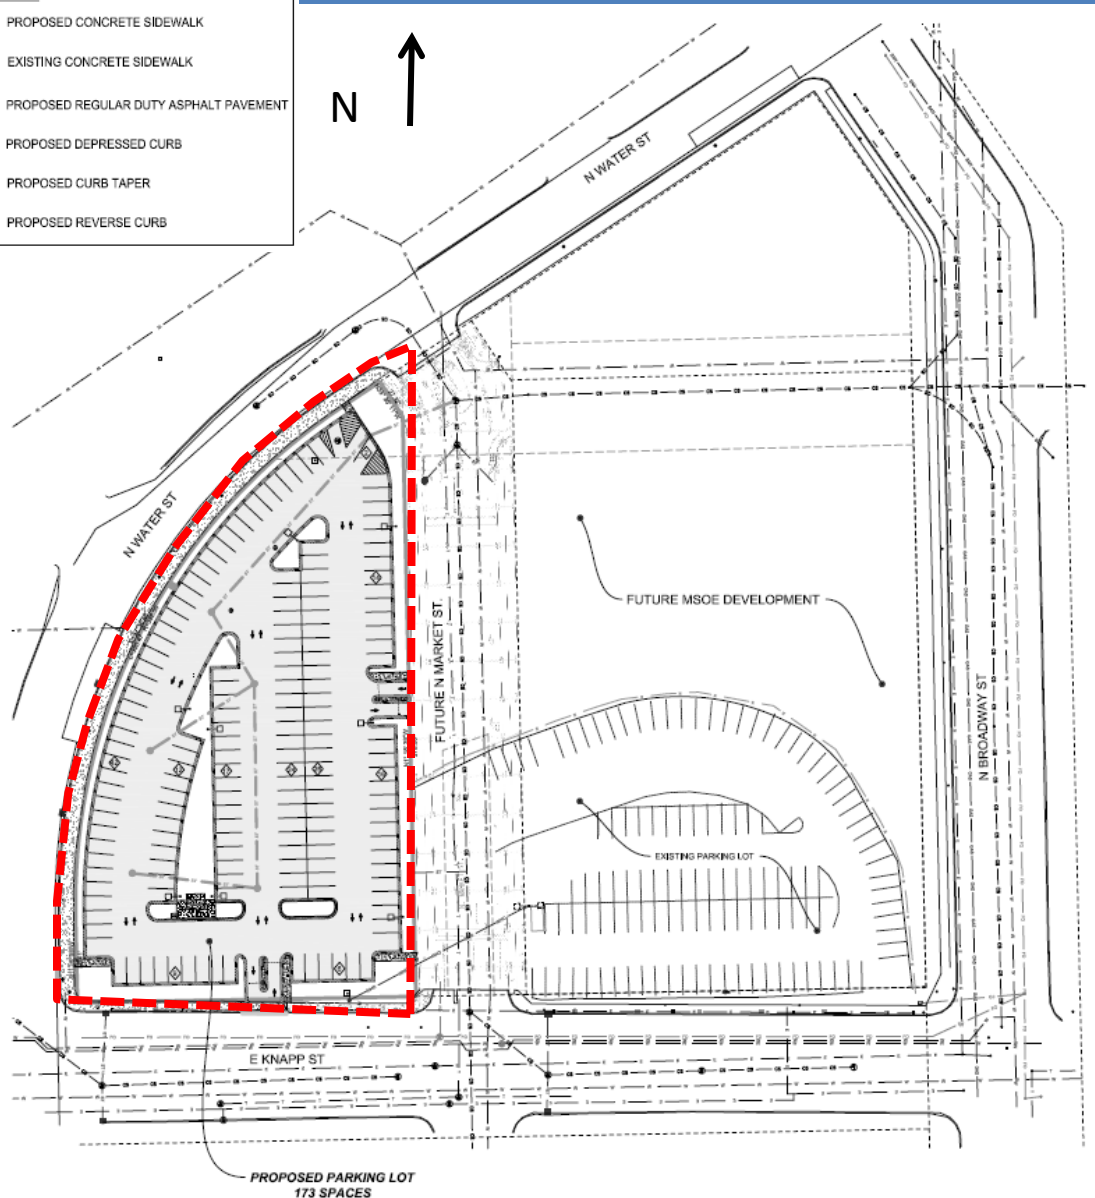 PROPOSED CONCRETE SIDEWALK
EXISTING CONCRETE SIDEWALK
PROPOSED REGULAR DUTY ASPHALT PAVEMENT
PROPOSED DEPRESSED CURB
PROPOSED CURB TAPER
PROPOSED REVERSE CURB
N
N WATER ST
N WATER ST
FUTURE MSOE DEVELOPMENT
FUTURE N MARKET ST.
N BROADWAY ST
EXISTING PARKING LOT
E KNAPP ST
PROPOSED PARKING LOT
173 SPACES